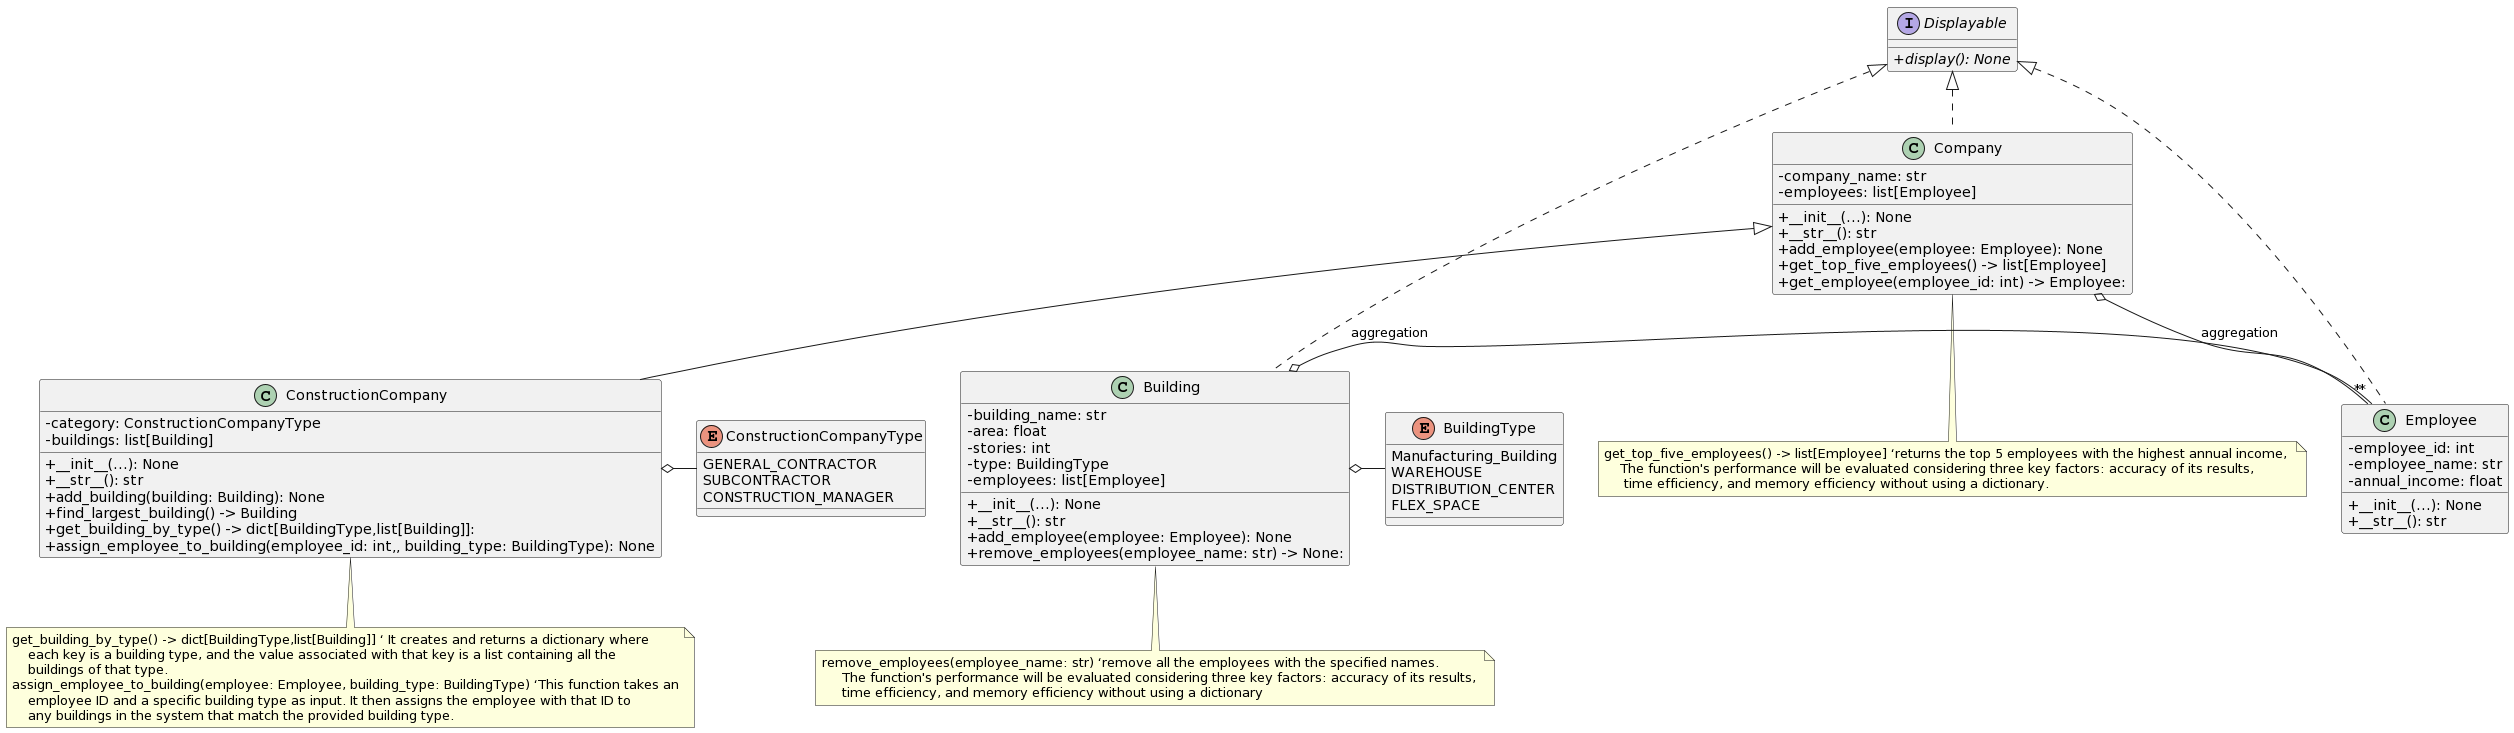 I Displayable
+display(): None
C Company
-company_name: str
-employees: list[Employee]
+__init__(...): None
+__str__(): str
+add_employee(employee: Employee): None
+get_top_five_employees() -> list[Employee]
+get_employee(employee_id: int) -> Employee:
aggregation
aggregation
**
C ConstructionCompany
-category: ConstructionCompanyType
-buildings: list[Building]
+__init__(...): None
+__str__(): str
+add_building(building: Building): None
+find_largest_building() -> Building
+get_building_by_type() -> dict[BuildingType,list[Building]]:
+assign_employee_to_building(employee_id: int,, building_type: BuildingType): None
E ConstructionCompanyType
GENERAL_CONTRACTOR
SUBCONTRACTOR
CONSTRUCTION_MANAGER
C Building
-building_name: str
-area: float
-stories: int
-type: BuildingType
-employees: list[Employee]
+__init__(...): None
+__str__(): str
+add_employee(employee: Employee): None
+remove_employees(employee_name: str) -> None:
E BuildingType
Manufacturing_Building
WAREHOUSE
DISTRIBUTION_CENTER
FLEX_SPACE
get_top_five_employees() -> list[Employee] ‘returns the top 5 employees with the highest annual income,
The function's performance will be evaluated considering three key factors: accuracy of its results,
time efficiency, and memory efficiency without using a dictionary.
C Employee
-employee_id: int
-employee_name: str
-annual_income: float
+__init__(...): None
+__str__(): str
get_building_by_type() -> dict[BuildingType,list[Building]] ‘ It creates and returns a dictionary where
each key is a building type, and the value associated with that key is a list containing all the
buildings of that type.
assign_employee_to_building(employee: Employee, building_type: BuildingType) ‘This function takes an
employee ID and a specific building type as input. It then assigns the employee with that ID to
any buildings in the system that match the provided building type.
remove_employees(employee_name: str) ‘remove all the employees with the specified names.
The function's performance will be evaluated considering three key factors: accuracy of its results,
time efficiency, and memory efficiency without using a dictionary